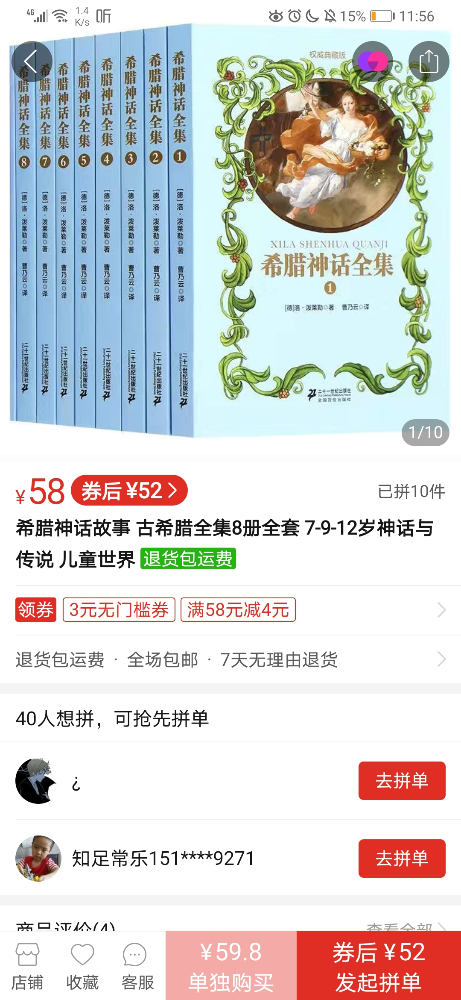 4G 1.4 K/s 听 15% 11:56
权威典藏版
希腊神话全集 8 [德]洛·泼莱勒◎著 曹乃云◎译 二十一世纪出版社
希腊神话全集 7 [德]洛·泼莱勒◎著 曹乃云◎译 二十一世纪出版社
希腊神话全集 6 [德]洛·泼莱勒◎著 曹乃云◎译 二十一世纪出版社
希腊神话全集 5 [德]洛·泼莱勒◎著 曹乃云◎译 二十一世纪出版社
希腊神话全集 4 [德]洛·泼莱勒◎著 曹乃云◎译 二十一世纪出版社
希腊神话全集 3 [德]洛·泼莱勒◎著 曹乃云◎译 二十一世纪出版社
希腊神话全集 2 [德]洛·泼莱勒◎著 曹乃云◎译 二十一世纪出版社
希腊神话全集 1 [德]洛·泼莱勒◎著 曹乃云◎译 二十一世纪出版社
XILA SHENHUA QUANJI
希腊神话全集
1
[德]洛·泼莱勒◎著 曹乃云◎译
21 二十一世纪出版社
21st Century Publishing House
全国百佳出版社
1/10
¥58 券后 ¥52 已拼10件
希腊神话故事 古希腊全集8册全套 7-9-12岁神话与
传说 儿童世界 退货包运费
领券 3元无门槛券 满58元减4元
退货包运费 · 全场包邮 · 7天无理由退货
40人想拼，可抢先拼单
¿ 去拼单
知足常乐151****9271 去拼单
商品评价(4) 查看全部
店铺 收藏 客服
¥59.8
单独购买
券后 ¥52
发起拼单